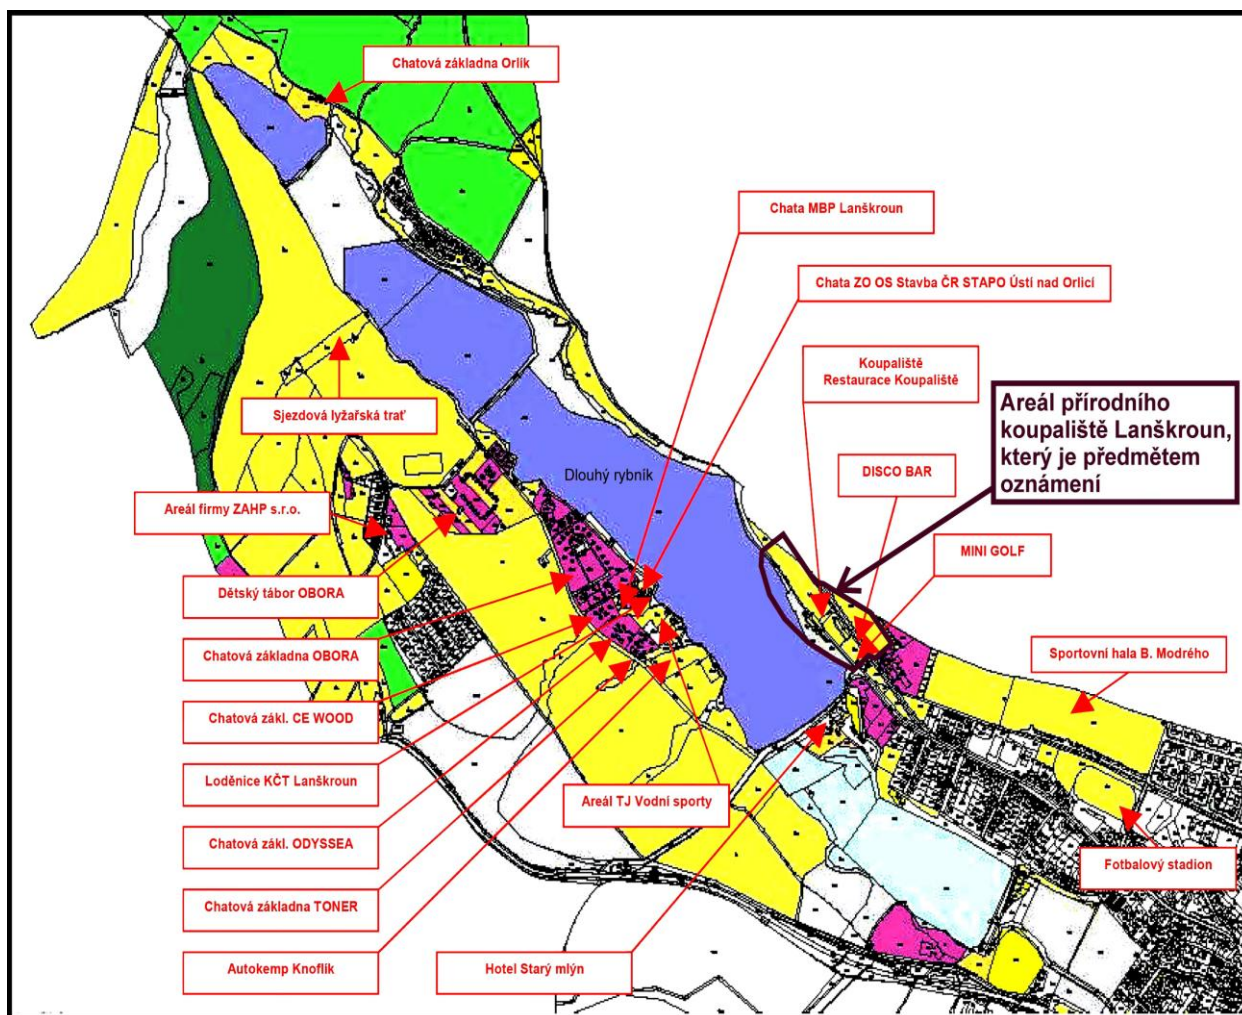 Chatová základna Orlík
Chata MBP Lanškroun
Chata ZO OS Stavba ČR STAPO Ústí nad Orlicí
Koupaliště
Restaurace Koupaliště
Areál přírodního
koupaliště Lanškroun,
který je předmětem
oznámení
Sjezdová lyžařská trať
Dlouhý rybník
DISCO BAR
Areál firmy ZAHP s.r.o.
MINI GOLF
Dětský tábor OBORA
Chatová základna OBORA
Sportovní hala B. Modrého
Chatová zákl. CE WOOD
Loděnice KČT Lanškroun
Areál TJ Vodní sporty
Chatová zákl. ODYSSEA
Fotbalový stadion
Chatová základna TONER
Autokemp Knoflík
Hotel Starý mlýn